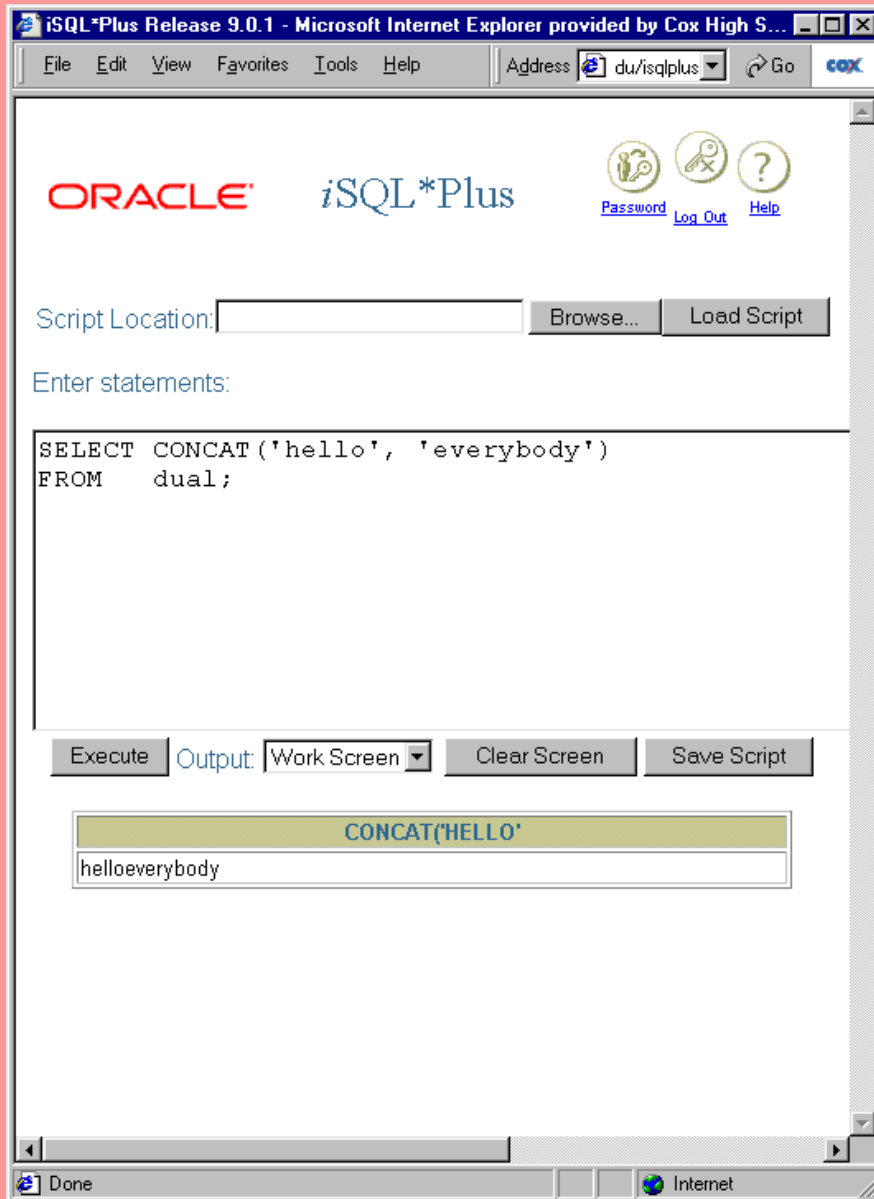 iSQL*Plus Release 9.0.1 - Microsoft Internet Explorer provided by Cox High S...
File Edit View Favorites Tools Help Address du/isqlplus Go COX
ORACLE iSQL*Plus
Password Log Out Help
Script Location: Browse... Load Script
Enter statements:
SELECT CONCAT('hello', 'everybody')
FROM dual;
Execute Output: Work Screen Clear Screen Save Script
CONCAT('HELLO'
helloeverybody
Done Internet